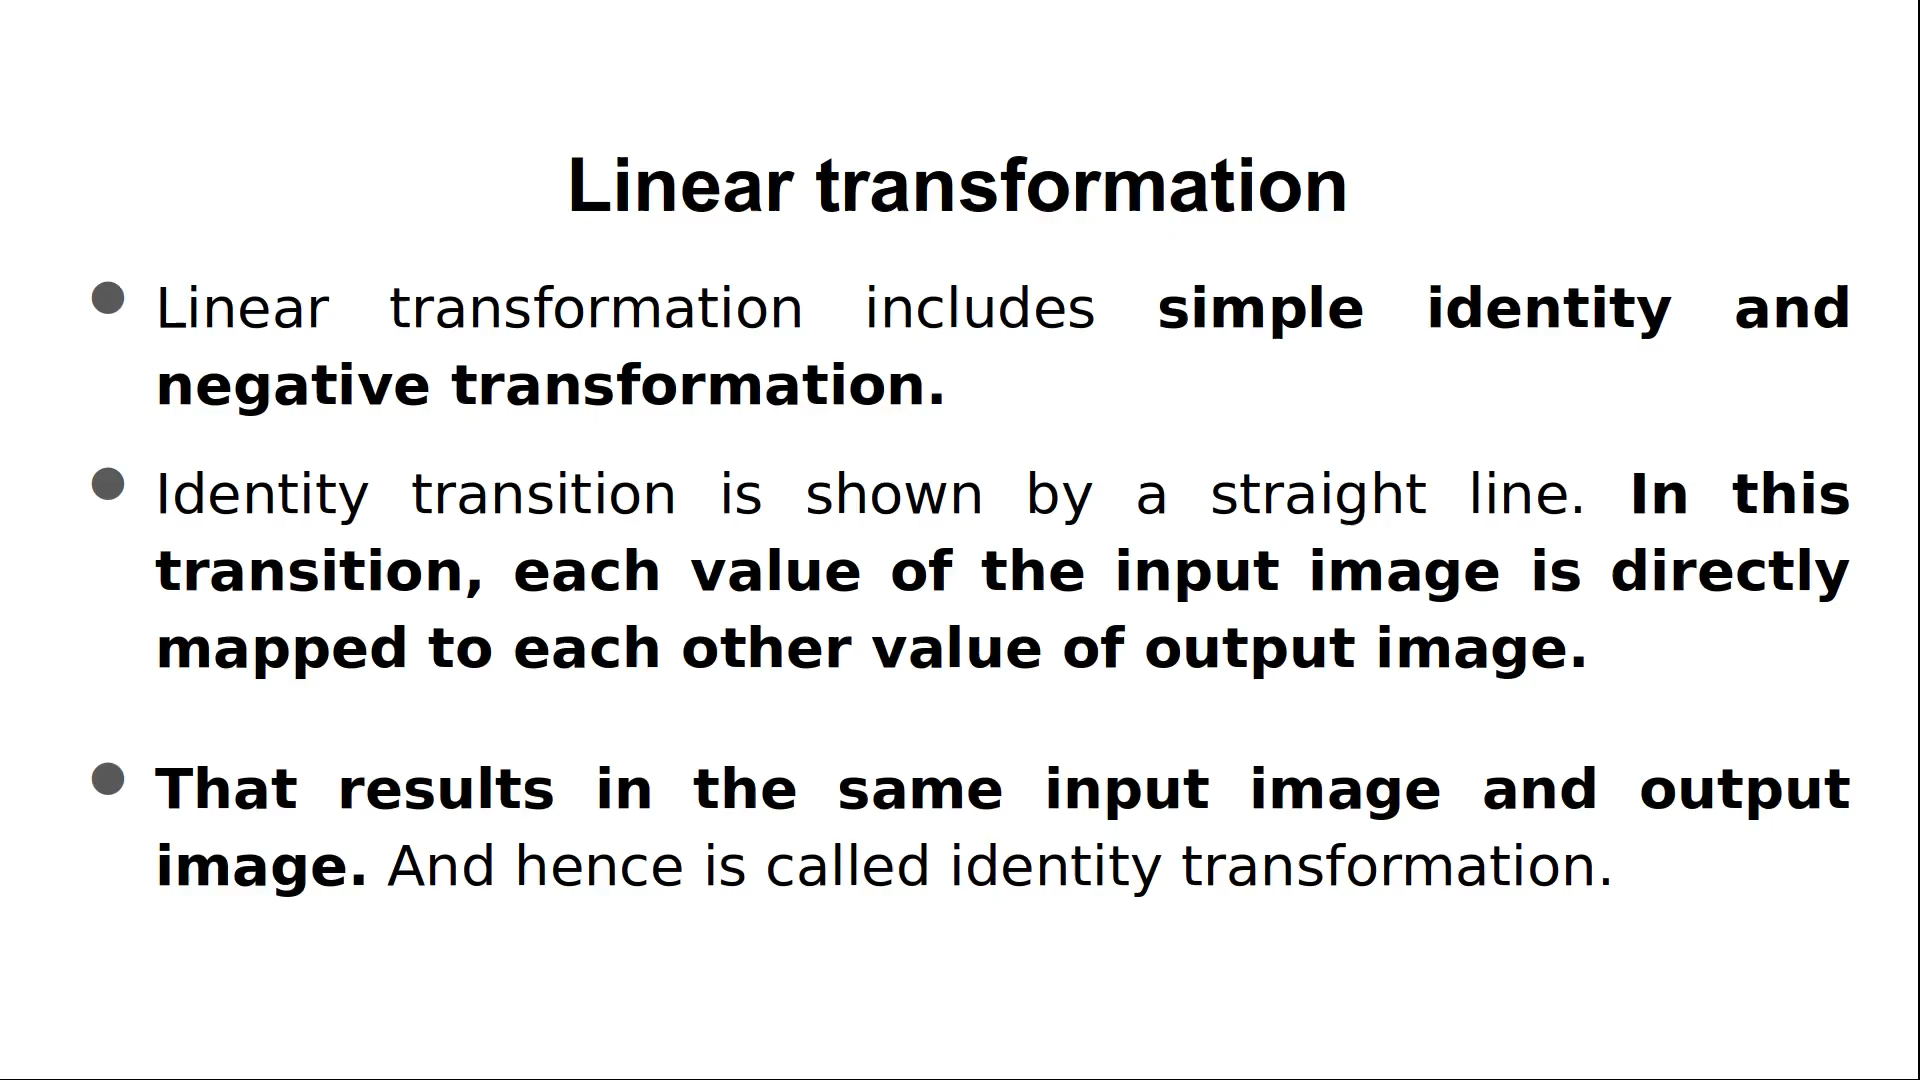 Linear transformation
● Linear transformation includes simple identity and
negative transformation.
● Identity transition is shown by a straight line. In this
transition, each value of the input image is directly
mapped to each other value of output image.
● That results in the same input image and output
image. And hence is called identity transformation.